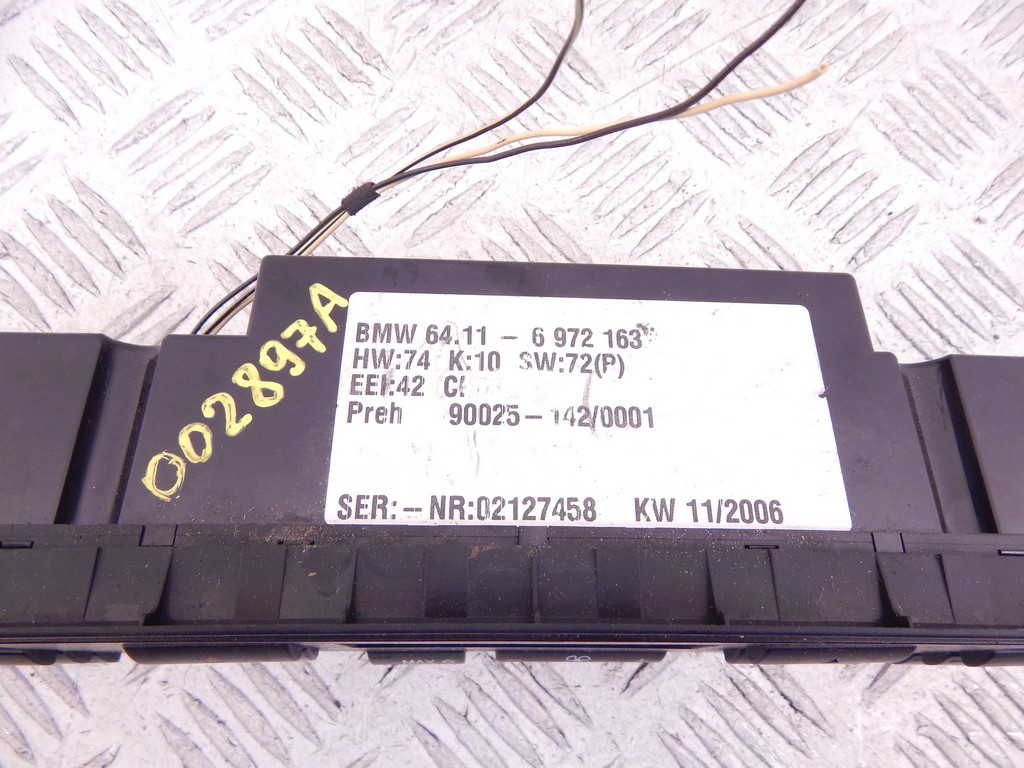 002897A
BMW 64.11 - 6 972 163
HW:74 K:10 SW:72(P)
EEI:42
Preh 90025-142/0001
SER:-NR:02127458 KW 11/2006